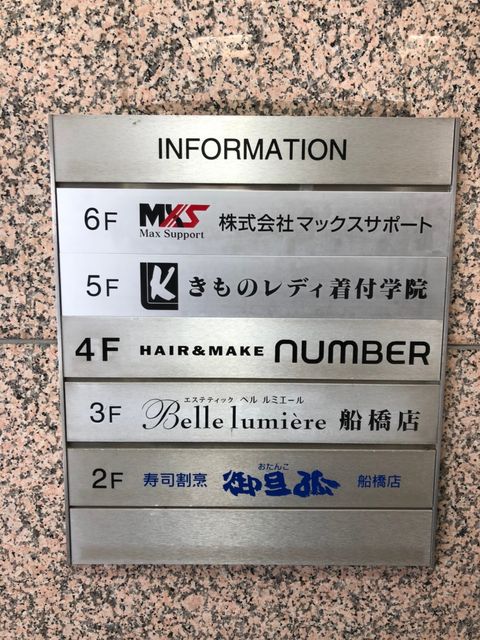 INFORMATION
6F MXS Max Support 株式会社マックスサポート
5F K きものレディ着付学院
4F HAIR&MAKE NUMBER
エステティック ベル ルミエール
3F Belle lumière 船橋店
おたんこ
2F 寿司割烹 御旦孤 船橋店